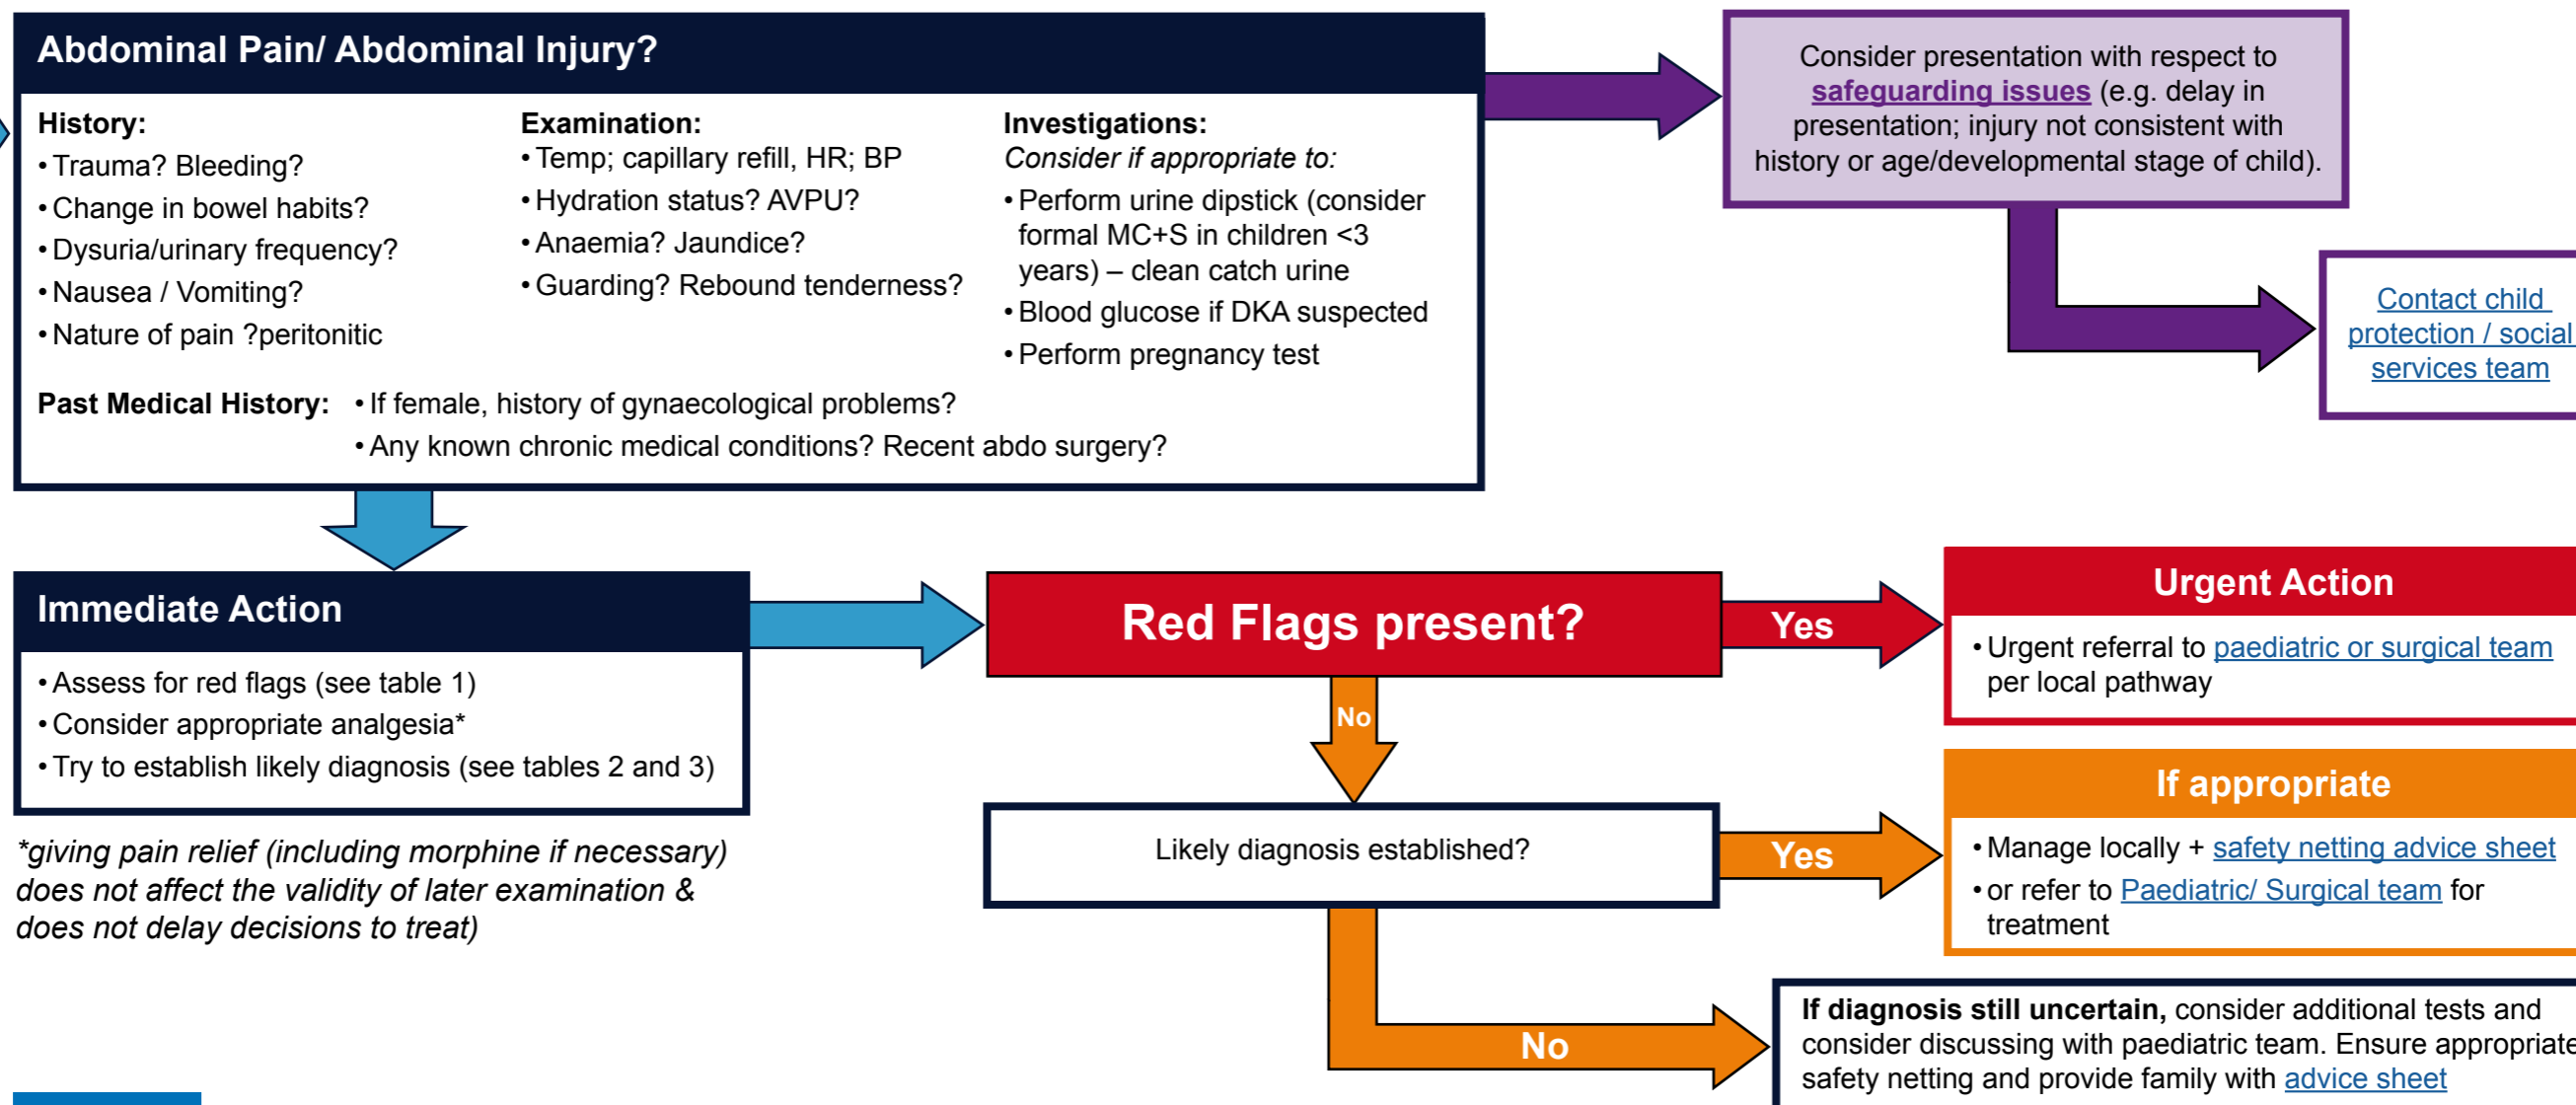 Abdominal Pain/ Abdominal Injury?
History:
• Trauma? Bleeding?
• Change in bowel habits?
• Dysuria/urinary frequency?
• Nausea / Vomiting?
• Nature of pain ?peritonitic
Examination:
• Temp; capillary refill, HR; BP
• Hydration status? AVPU?
• Anaemia? Jaundice?
• Guarding? Rebound tenderness?
Investigations:
Consider if appropriate to:
• Perform urine dipstick (consider
formal MC+S in children <3
years) – clean catch urine
• Blood glucose if DKA suspected
• Perform pregnancy test
Past Medical History: • If female, history of gynaecological problems?
• Any known chronic medical conditions? Recent abdo surgery?
Consider presentation with respect to
safeguarding issues (e.g. delay in
presentation; injury not consistent with
history or age/developmental stage of child).
Contact child
protection / social
services team
Immediate Action
• Assess for red flags (see table 1)
• Consider appropriate analgesia*
• Try to establish likely diagnosis (see tables 2 and 3)
*giving pain relief (including morphine if necessary)
does not affect the validity of later examination &
does not delay decisions to treat)
Red Flags present?
Yes
Urgent Action
• Urgent referral to paediatric or surgical team
per local pathway
No
Likely diagnosis established?
Yes
If appropriate
• Manage locally + safety netting advice sheet
• or refer to Paediatric/ Surgical team for
treatment
No
If diagnosis still uncertain, consider additional tests and
consider discussing with paediatric team. Ensure appropriate
safety netting and provide family with advice sheet